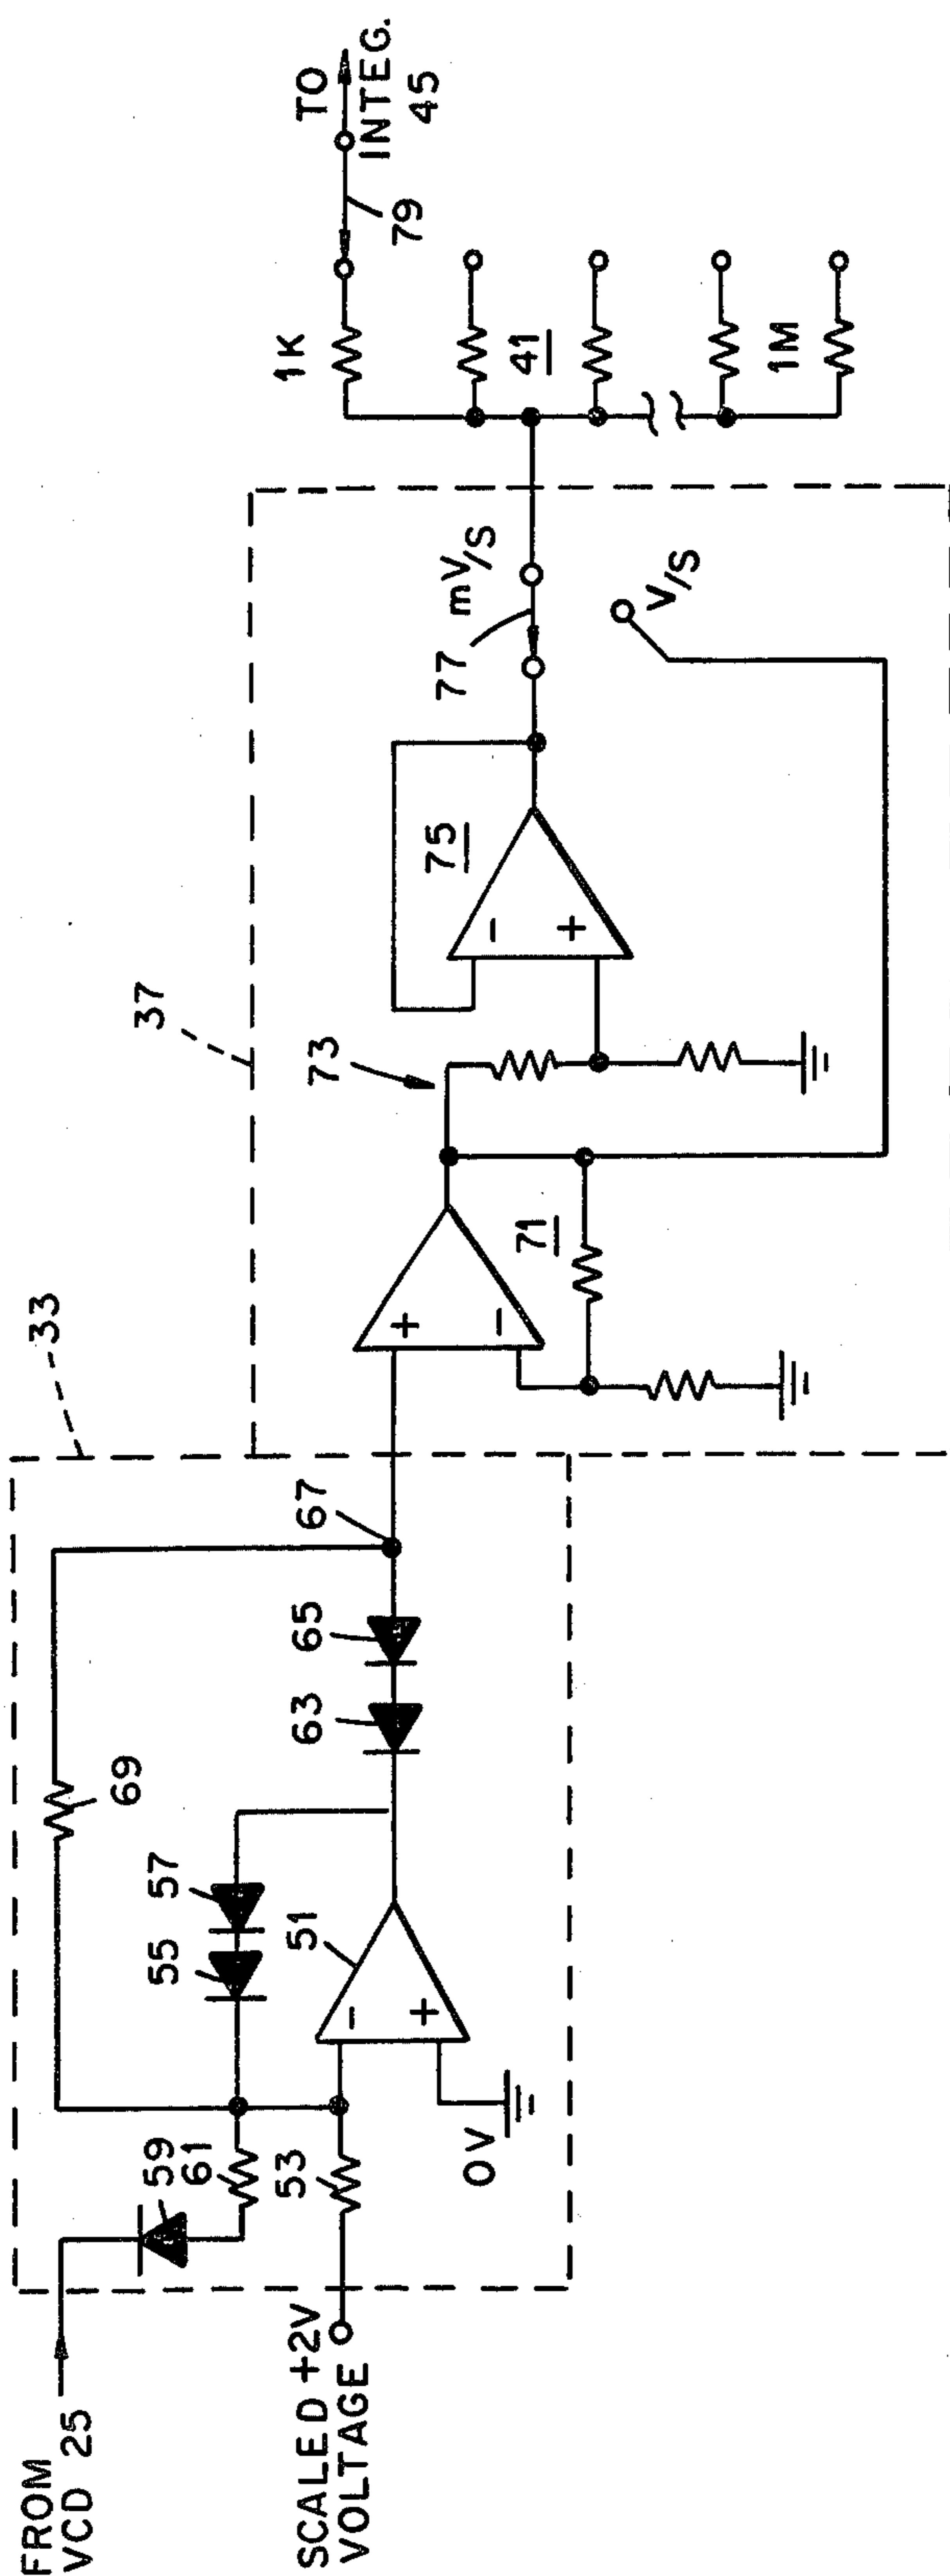 FROM
VCD 25
SCALED +2V
VOLTAGE
33
37
59
61
53
55
57
51
69
63
65
67
-
+
0V
+
-
71
73
-
+
75
77
mV/S
V/S
1K
41
1M
79
TO
INTEG.
45